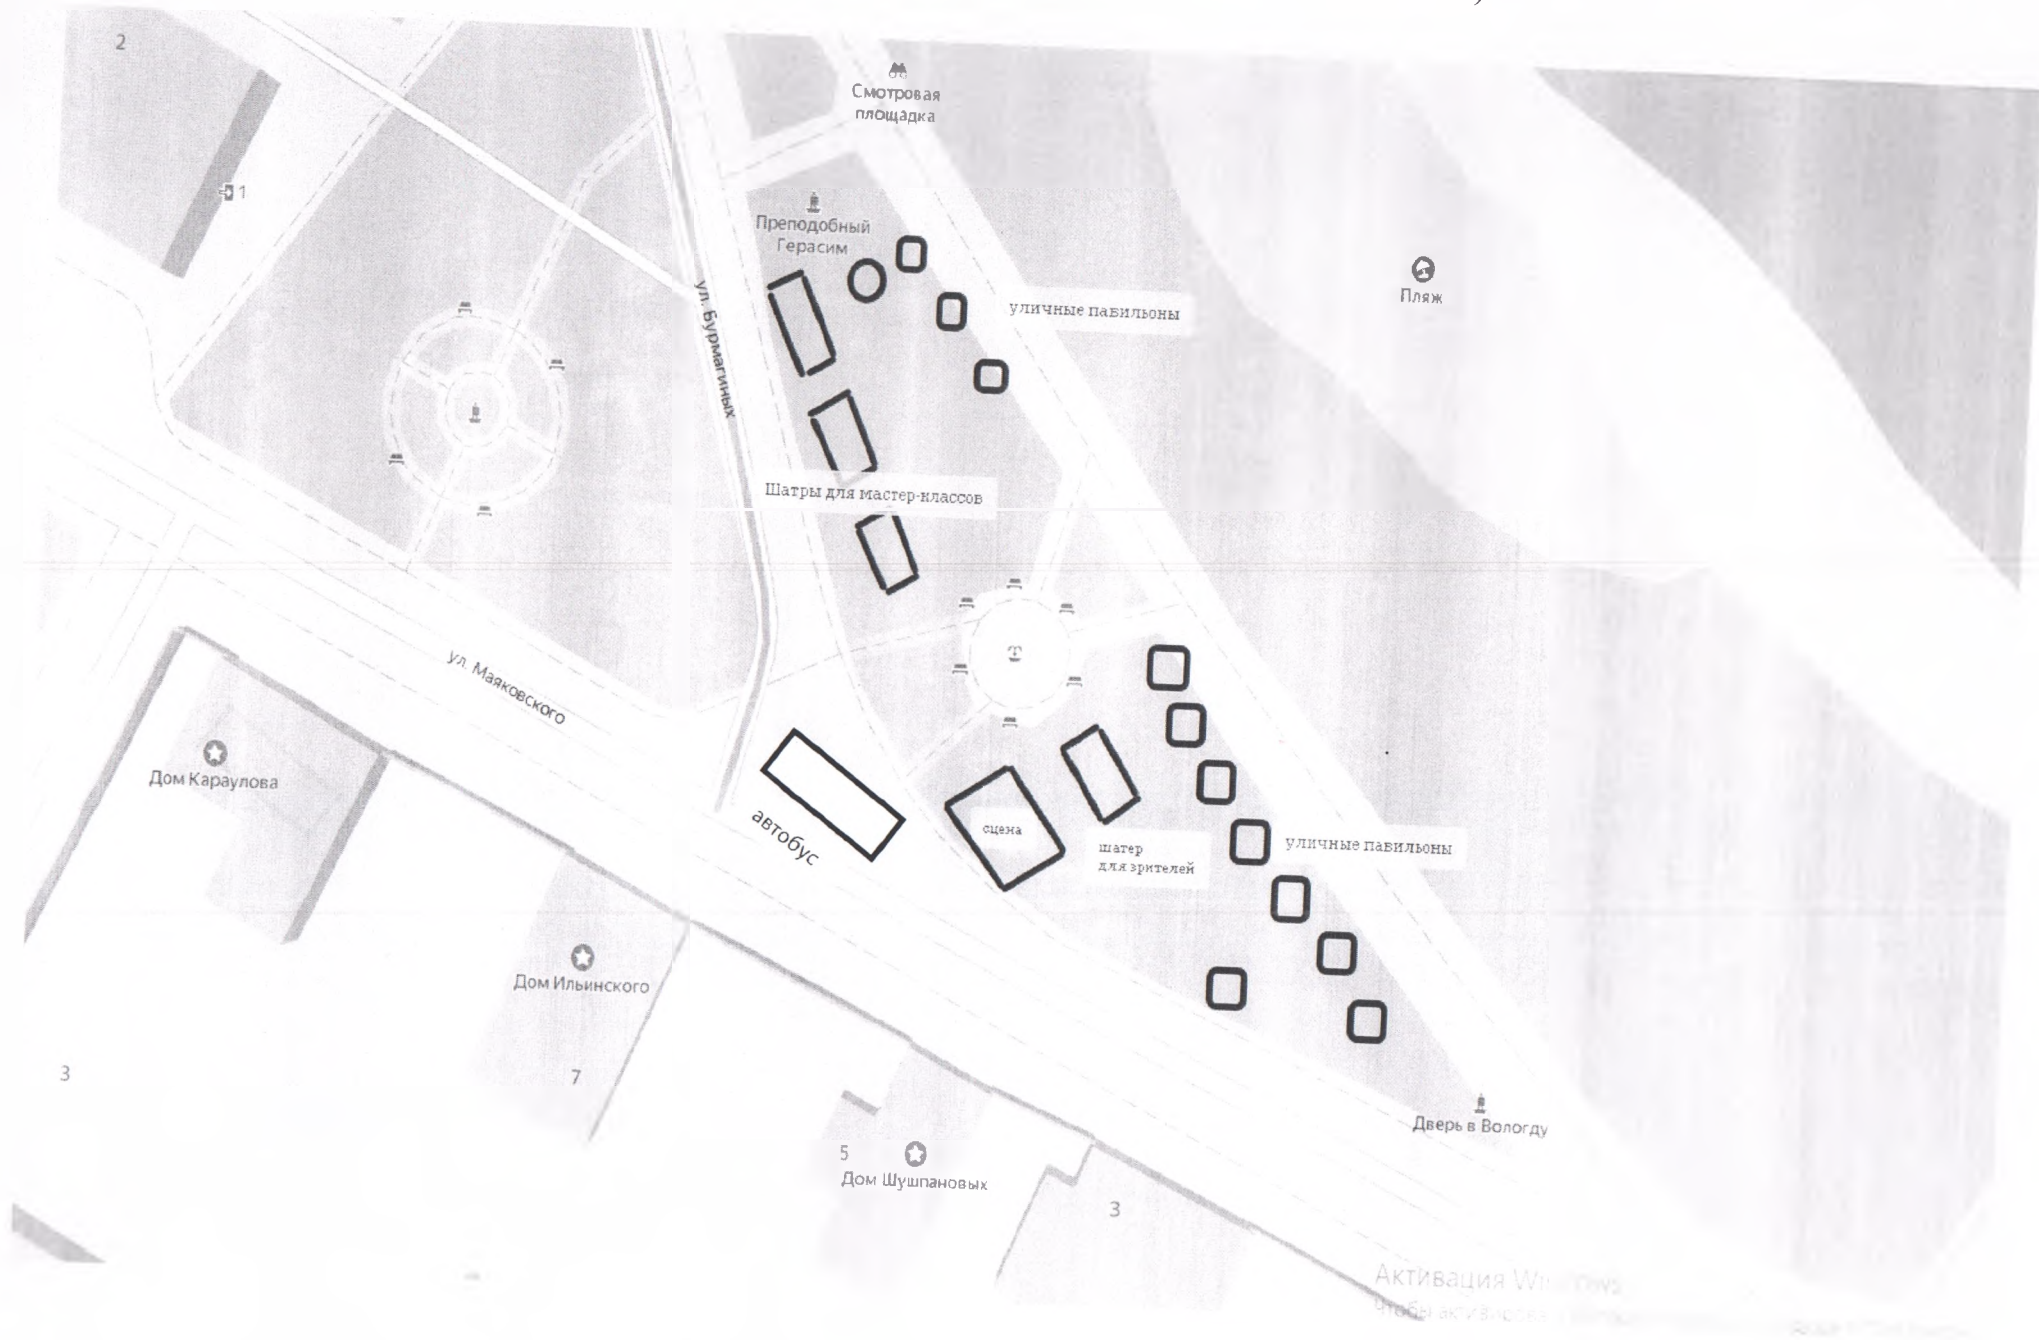 2
Смотровая
площадка
1
Преподобный
Герасим
уличные павильоны
Пляж
ул. Бурмагиных
Шатры для мастер-классов
ул. Маяковского
Дом Караулова
автобус
сцена
шатер
для зрителей
уличные павильоны
Дом Ильинского
3
7
Дверь в Вологду
5
Дом Шушпановых
3
Активация
Чтобы